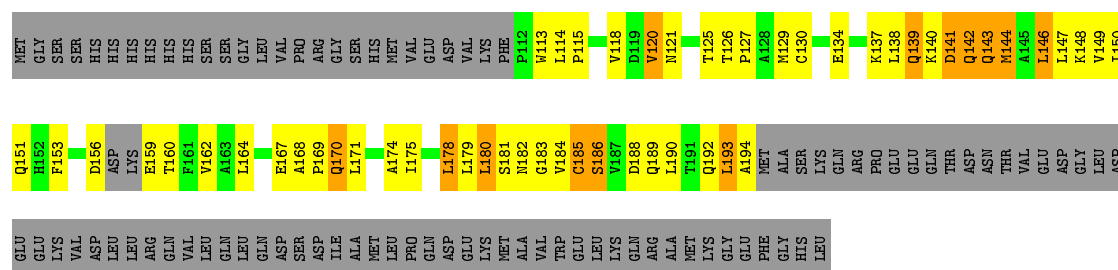 MET GLY SER SER HIS HIS HIS HIS HIS HIS SER SER GLY LEU VAL PRO ARG GLY SER HIS MET VAL GLU ASP VAL LYS PHE P112 W113 L114 P115 V118 D119 V120 N121 T125 T126 P127 A128 M129 C130 E134 K137 L138 Q139 K140 D141 Q142 Q143 M144 A145 L146 L147 K148 V149
Q151 H152 F153 D156 ASP LYS E159 T160 F161 V162 A163 L164 E167 A168 P169 Q170 L171 A174 I175 L178 L179 L180 S181 N182 G183 V184 C185 S186 V187 D188 Q189 L190 T191 Q192 L193 A194 MET ALA SER LYS GLN ARG PRO GLU GLU GLN THR ASP ASN THR VAL GLU ASP GLY LEU ASP
GLU GLU LYS VAL ASP LEU LEU ARG GLN VAL LEU GLN LEU GLN ASP SER ASP ILE ALA MET LEU PRO GLN ASP GLU LYS MET ALA VAL TRP GLU LEU LYS GLN ARG ALA MET LYS GLY GLU PHE GLY HIS LEU